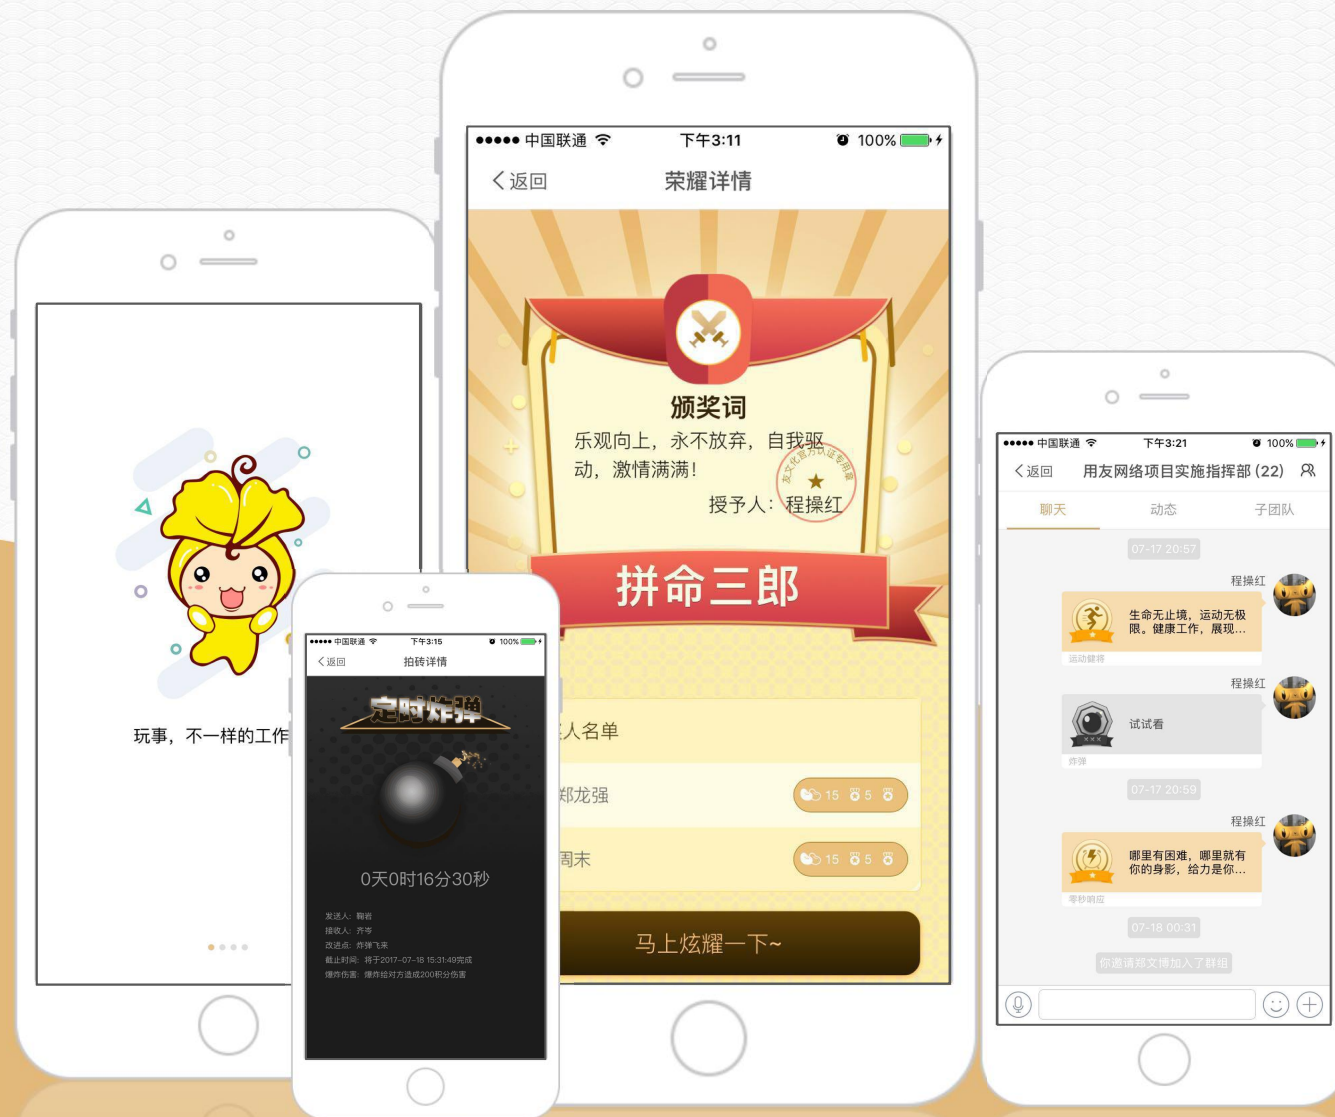 玩事，不一样的工作
中国联通
下午3:15
100%
返回
拍砖详情
定时炸弹
0天0时16分30秒
发送人：鞠岩
接收人：齐岑
改进点：炸弹飞来
截止时间：将于2017-07-18 15:31:49完成
爆炸伤害：爆炸给对方造成200积分伤害
中国联通
下午3:11
100%
返回
荣耀详情
颁奖词
乐观向上，永不放弃，自我驱
动，激情满满！
授予人：程操红
友文化官方认证专用章
拼命三郎
人名单
郑龙强
15 5
周末
15 5
马上炫耀一下~
中国联通
下午3:21
100%
返回
用友网络项目实施指挥部 (22)
聊天
动态
子团队
07-17 20:57
程操红
生命无止境，运动无极
限。健康工作，展现...
运动健将
程操红
试试看
炸弹
07-17 20:59
程操红
哪里有困难，哪里就有
你的身影，给力是你...
零秒响应
07-18 00:31
你邀请郑文博加入了群组